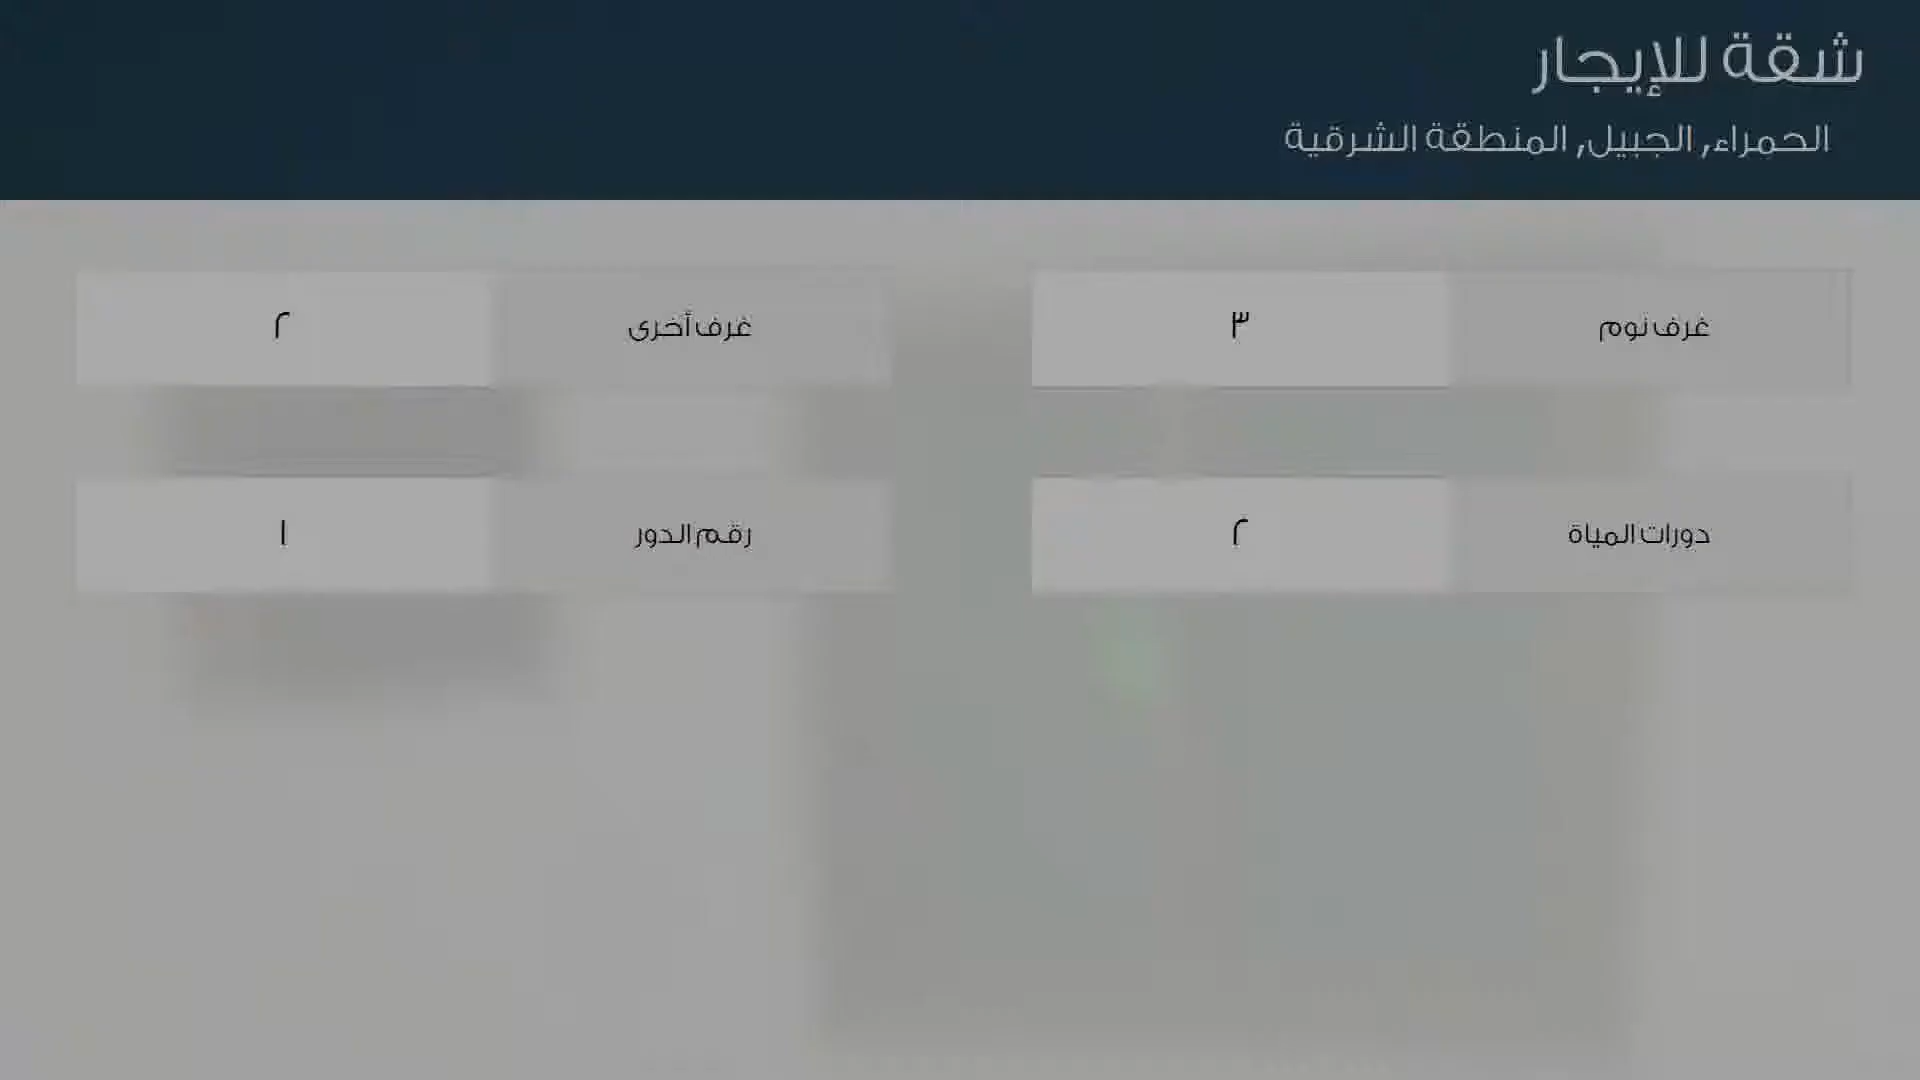 شقة للإيجار
الحمراء, الجبيل, المنطقة الشرقية
غرف نوم ٣
غرف أخرى ٢
دورات المياة ٢
رقم الدور ١